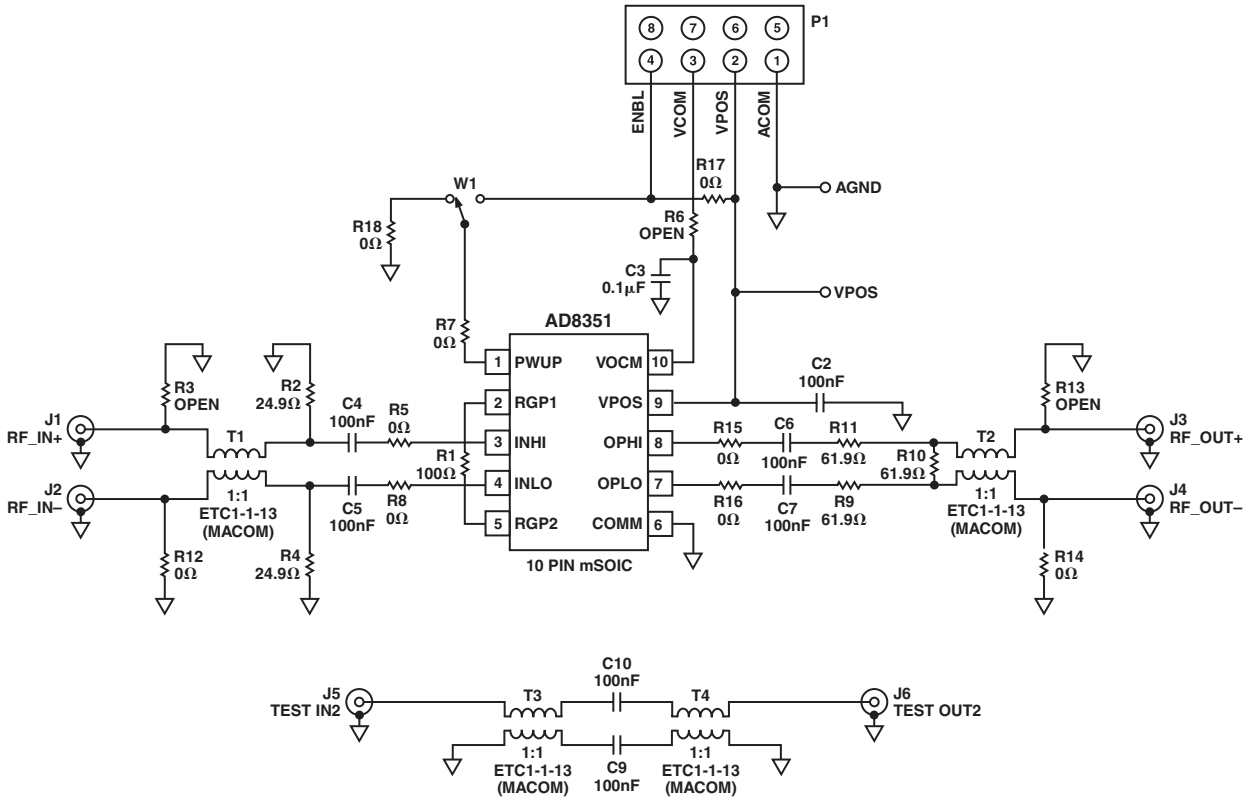 8 7 6 5
P1
4 3 2 1
ENBL
VCOM
VPOS
ACOM
R17
0Ω
AGND
W1
R6
OPEN
R18
0Ω
C3
0.1μF
VPOS
R7
0Ω
AD8351
1 PWUP
VOCM 10
2 RGP1
VPOS 9
3 INHI
OPHI 8
4 INLO
OPLO 7
5 RGP2
COMM 6
10 PIN mSOIC
C2
100nF
R3
OPEN
R2
24.9Ω
C4
100nF
R5
0Ω
J1
RF_IN+
T1
R1
100Ω
J2
RF_IN–
1:1
ETC1-1-13
(MACOM)
C5
100nF
R8
0Ω
R12
0Ω
R4
24.9Ω
R15
0Ω
C6
100nF
R11
61.9Ω
R10
61.9Ω
R16
0Ω
C7
100nF
R9
61.9Ω
T2
1:1
ETC1-1-13
(MACOM)
R13
OPEN
J3
RF_OUT+
J4
RF_OUT–
R14
0Ω
J5
TEST IN2
T3
C10
100nF
T4
J6
TEST OUT2
1:1
ETC1-1-13
(MACOM)
C9
100nF
1:1
ETC1-1-13
(MACOM)